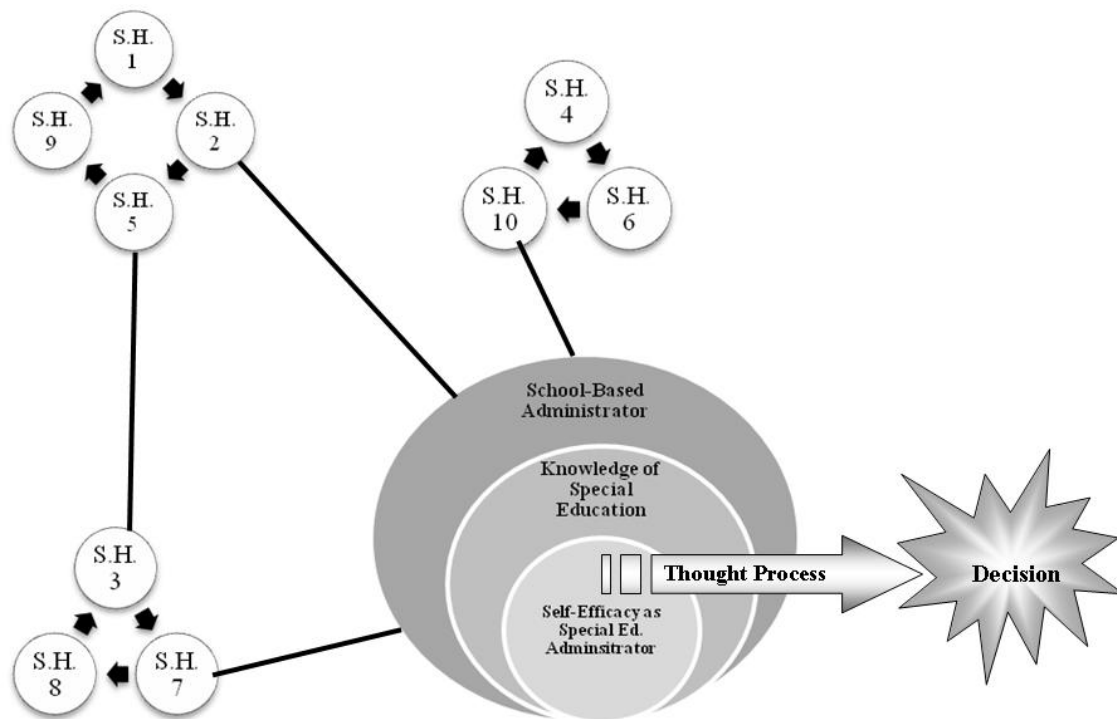 S.H.
1
S.H.
2
S.H.
9
S.H.
5
S.H.
4
S.H.
10
S.H.
6
School-Based
Administrator
Knowledge of
Special
Education
Thought Process
Decision
Self-Efficacy as
Special Ed.
Adminsitrator
S.H.
3
S.H.
8
S.H.
7